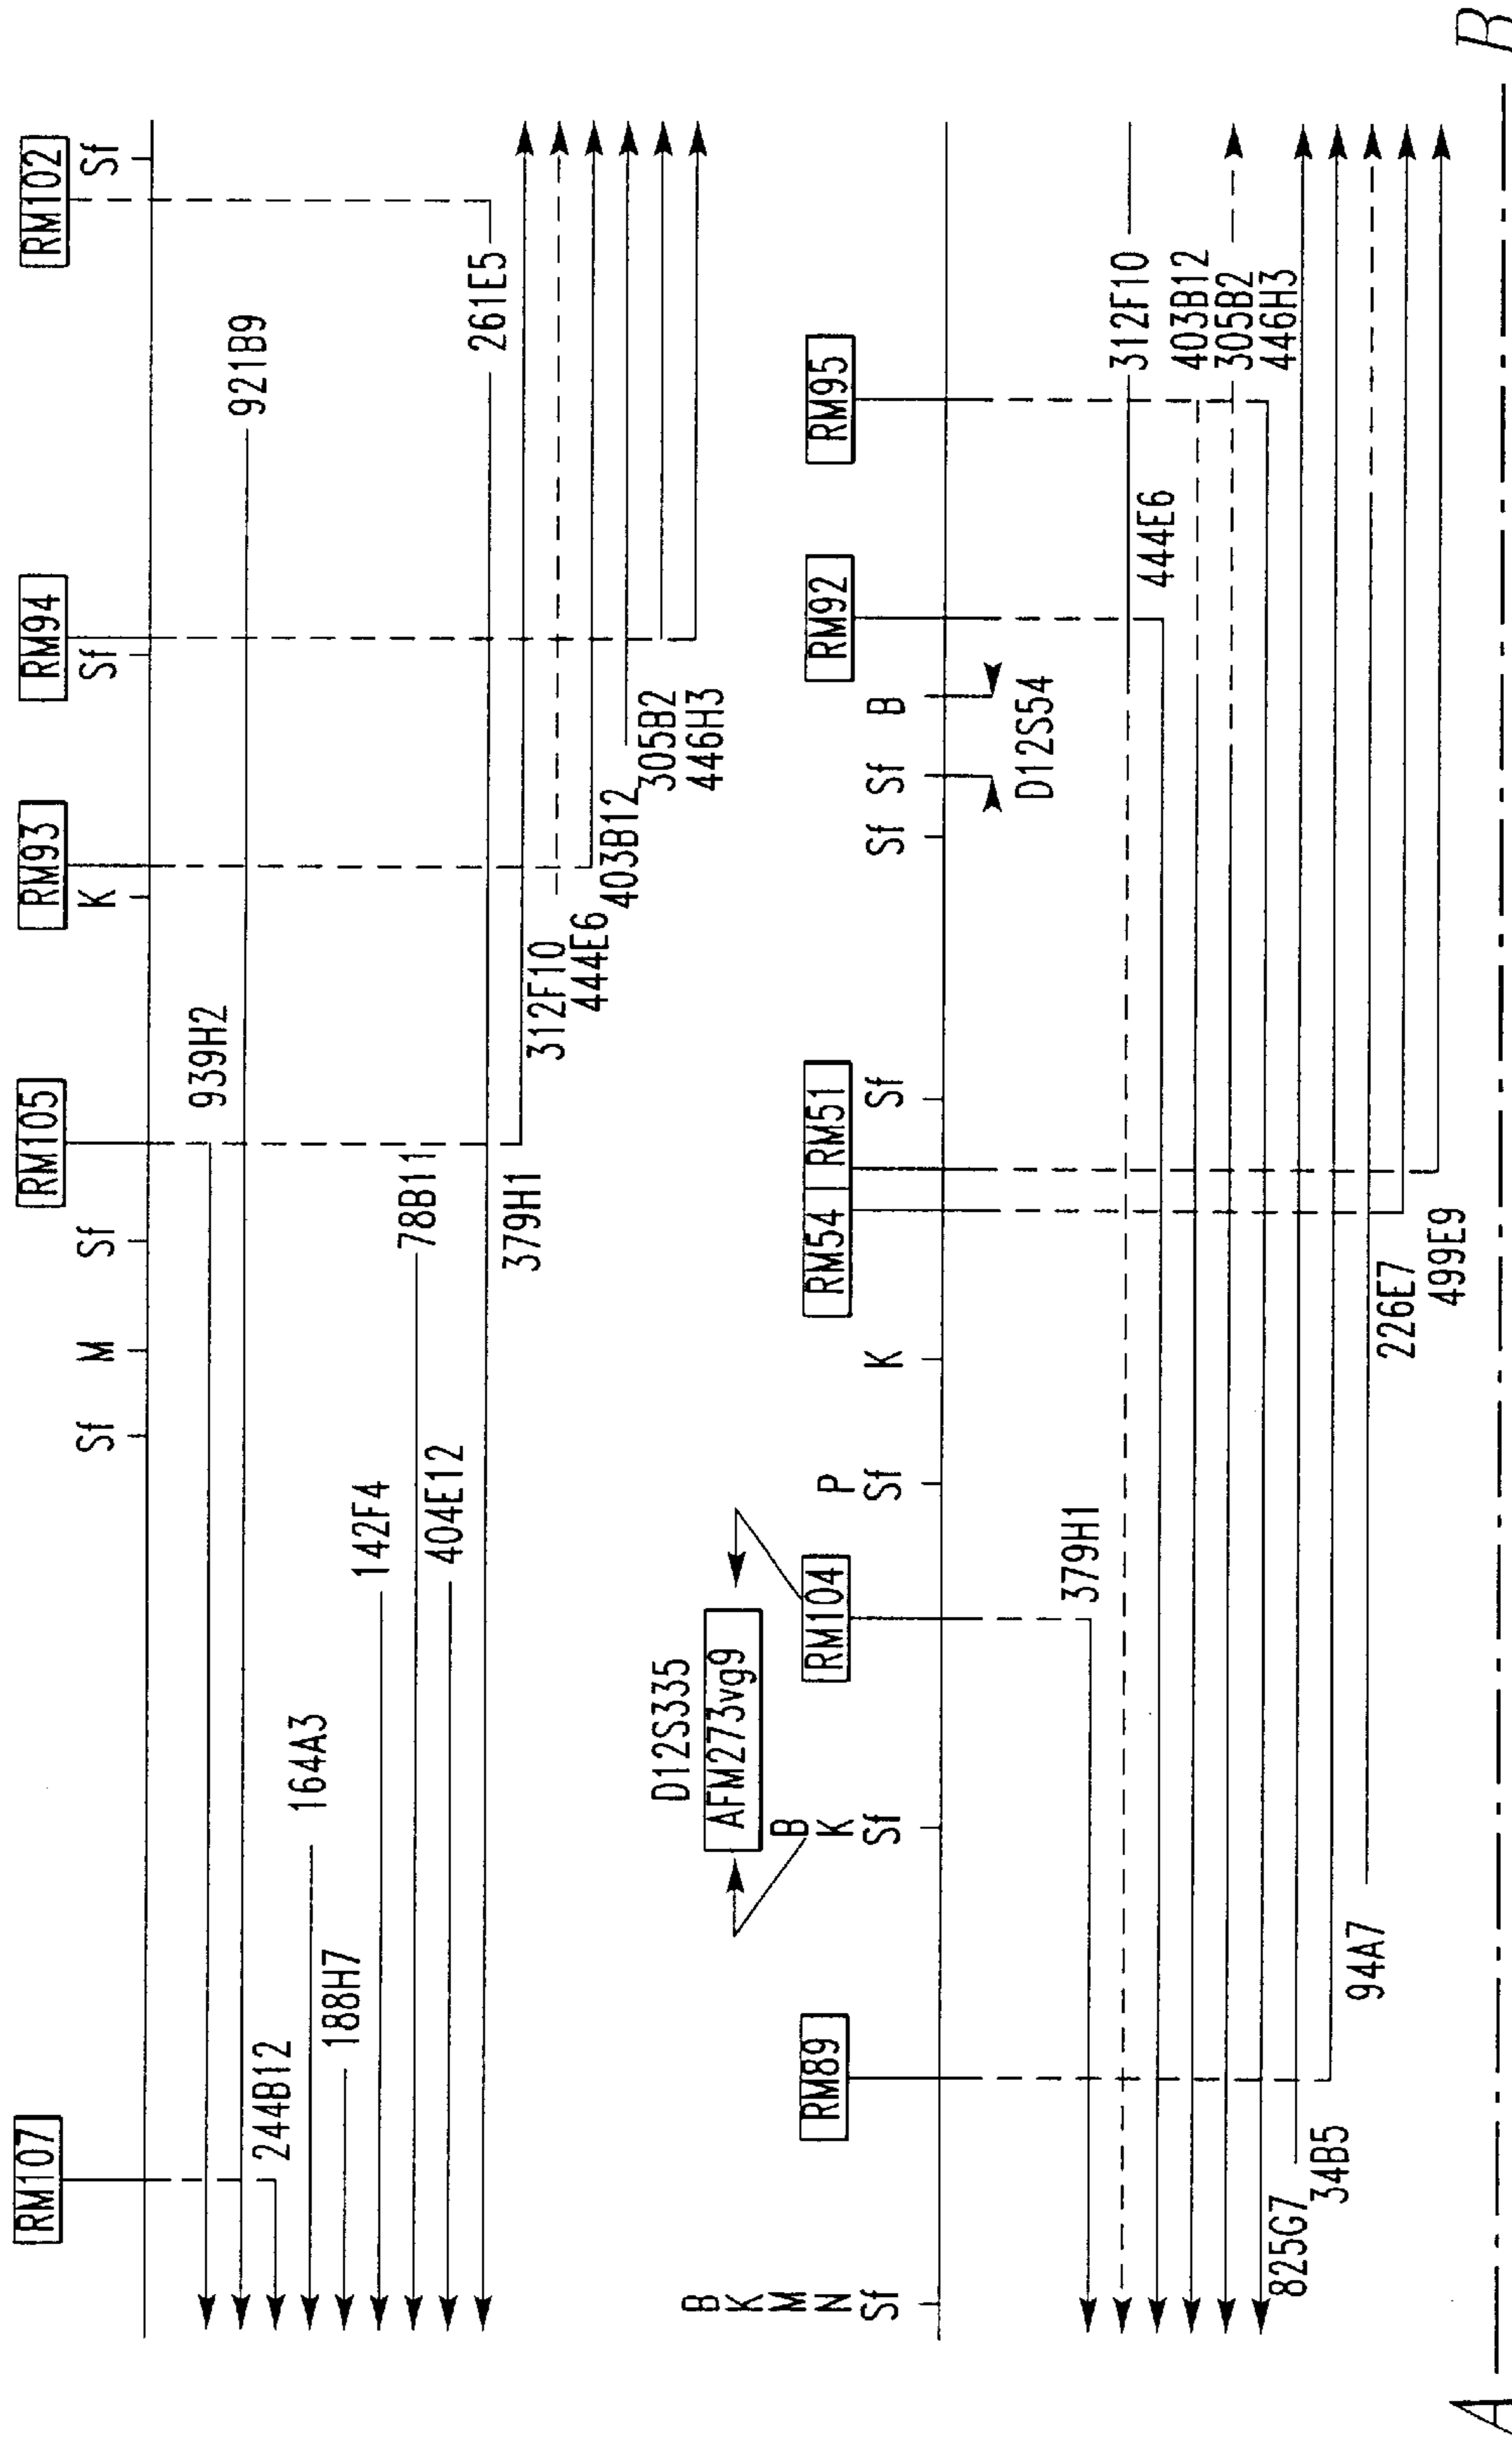 RM107 RM105 RM93 RM94 RM102
Sf M Sf K Sf Sf
939H2
921B9
244B12
164A3
188H7
142F4
78B11
404E12
261E5
379H1
312F10
444E6
403B12
305B2
446H3
D12S335
AFM273vg9
RM89 RM104 RM54 RM51 RM92 RM95
B
K
M
N
Sf
B
K
Sf
P
Sf
K Sf Sf Sf B
D12S54
379H1
312F10
444E6
403B12
305B2
446H3
825G7
34B5
94A7
226E7
499E9
A B